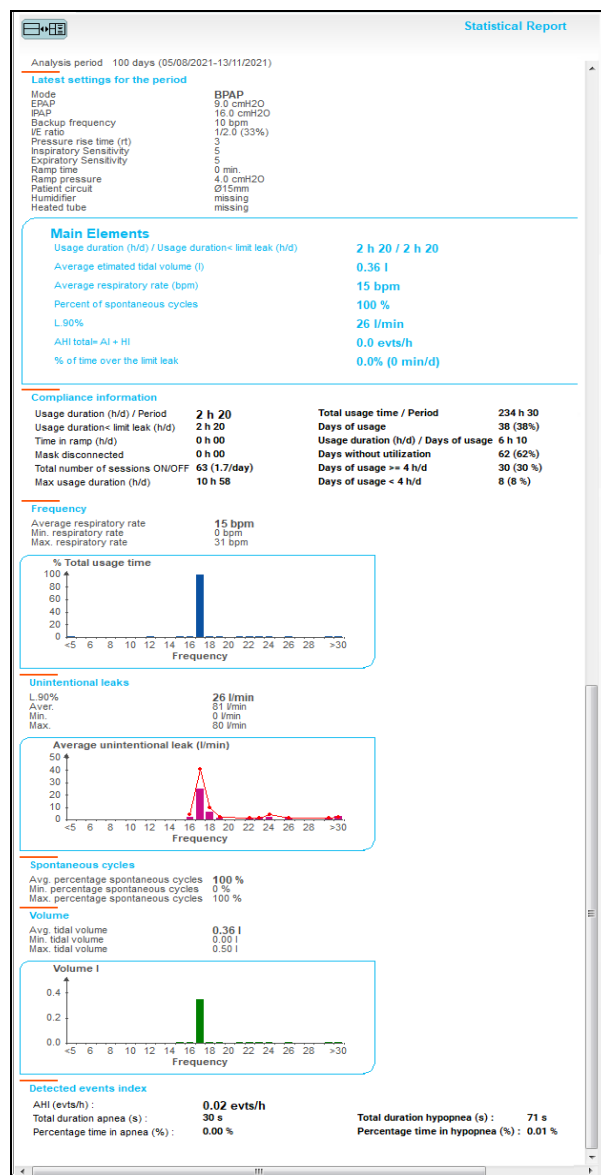 Statistical Report
Analysis period 100 days (05/08/2021-13/11/2021)
Latest settings for the period
Mode BPAP
EPAP 9.0 cmH2O
IPAP 16.0 cmH2O
Backup frequency 10 bpm
I/E ratio 1/2.0 (33%)
Pressure rise time (rt) 3
Inspiratory Sensitivity 5
Expiratory Sensitivity 5
Ramp time 0 min.
Ramp pressure 4.0 cmH2O
Patient circuit Ø15mm
Humidifier missing
Heated tube missing
Main Elements
Usage duration (h/d) / Usage duration< limit leak (h/d) 2 h 20 / 2 h 20
Average etimated tidal volume (l) 0.36 l
Average respiratory rate (bpm) 15 bpm
Percent of spontaneous cycles 100 %
L.90% 26 l/min
AHI total= AI + HI 0.0 evts/h
% of time over the limit leak 0.0% (0 min/d)
Compliance information
Usage duration (h/d) / Period 2 h 20 Total usage time / Period 234 h 30
Usage duration< limit leak (h/d) 2 h 20 Days of usage 38 (38%)
Time in ramp (h/d) 0 h 00 Usage duration (h/d) / Days of usage 6 h 10
Mask disconnected 0 h 00 Days without utilization 62 (62%)
Total number of sessions ON/OFF 63 (1.7/day) Days of usage >= 4 h/d 30 (30 %)
Max usage duration (h/d) 10 h 58 Days of usage < 4 h/d 8 (8 %)
Frequency
Average respiratory rate 15 bpm
Min. respiratory rate 0 bpm
Max. respiratory rate 31 bpm
% Total usage time
100
80
60
40
20
0
<5 6 8 10 12 14 16 18 20 22 24 26 28 >30
Frequency
Unintentional leaks
L.90% 26 l/min
Aver. 81 l/min
Min. 0 l/min
Max. 80 l/min
Average unintentional leak (l/min)
50
40
30
20
10
0
<5 6 8 10 12 14 16 18 20 22 24 26 28 >30
Frequency
Spontaneous cycles
Avg. percentage spontaneous cycles 100 %
Min. percentage spontaneous cycles 0 %
Max. percentage spontaneous cycles 100 %
Volume
Avg. tidal volume 0.36 l
Min. tidal volume 0.00 l
Max. tidal volume 0.50 l
Volume l
0.4
0.2
0.0
<5 6 8 10 12 14 16 18 20 22 24 26 28 >30
Frequency
Detected events index
AHI (evts/h) : 0.02 evts/h
Total duration apnea (s) : 30 s Total duration hypopnea (s) : 71 s
Percentage time in apnea (%) : 0.00 % Percentage time in hypopnea (%) : 0.01 %